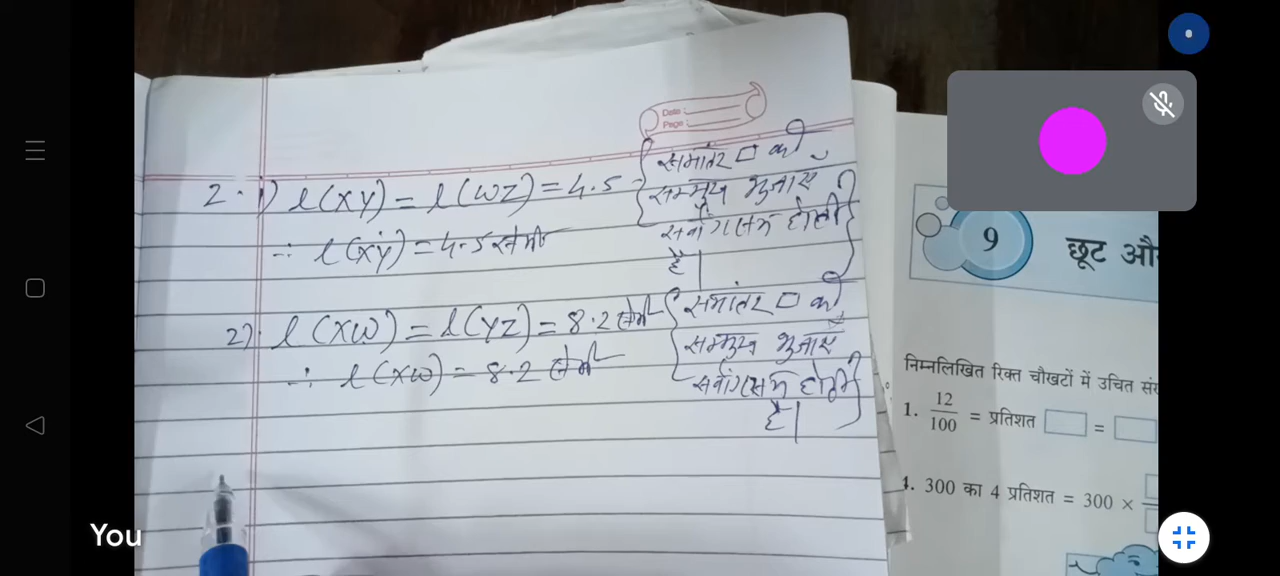 Date :
Page :
2. 1) l(XY) = l(WZ) = 4.5 {समांतर □ की
सम्मुख भुजाएँ
सर्वांगसम होती
है।}
∴ l(XY) = 4.5 सेमी
2) l(XW) = l(YZ) = 8.2 सेमी {समांतर □ की
सम्मुख भुजाएँ
सर्वांगसम होती
है।}
∴ l(XW) = 8.2 सेमी
9 छूट औ
निम्नलिखित रिक्त चौखटों में उचित सं
1. 12/100 = प्रतिशत □ = □
4. 300 का 4 प्रतिशत = 300 ×
You